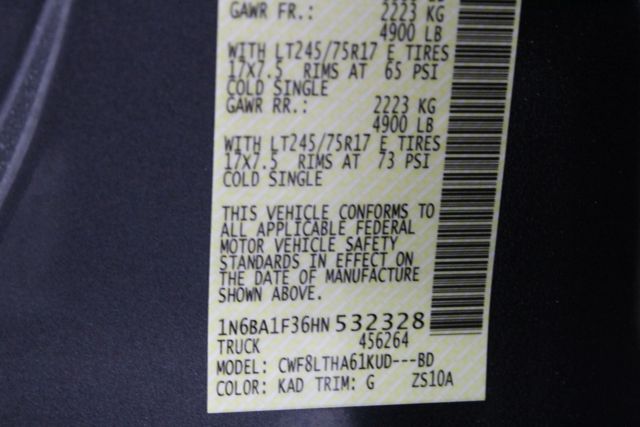 GAWR FR.: 2223 KG
4900 LB
WITH LT245/75R17 E TIRES
17X7.5 RIMS AT 65 PSI
COLD SINGLE
GAWR RR.: 2223 KG
4900 LB
WITH LT245/75R17 E TIRES
17X7.5 RIMS AT 73 PSI
COLD SINGLE
THIS VEHICLE CONFORMS TO
ALL APPLICABLE FEDERAL
MOTOR VEHICLE SAFETY
STANDARDS IN EFFECT ON
THE DATE OF MANUFACTURE
SHOWN ABOVE.
1N6BA1F36HN532328
TRUCK 456264
MODEL: CWF8LTHA61KUD---BD
COLOR: KAD TRIM: G ZS10A